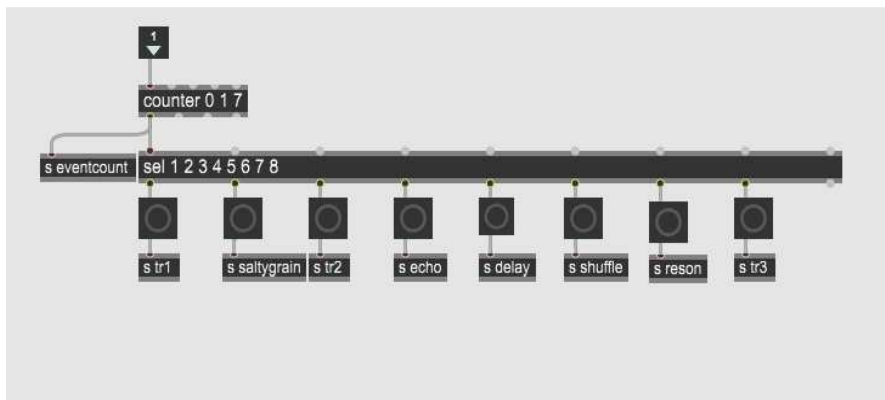 1
counter 0 1 7
s eventcount
sel 1 2 3 4 5 6 7 8
s tr1
s saltygrain
s tr2
s echo
s delay
s shuffle
s reson
s tr3